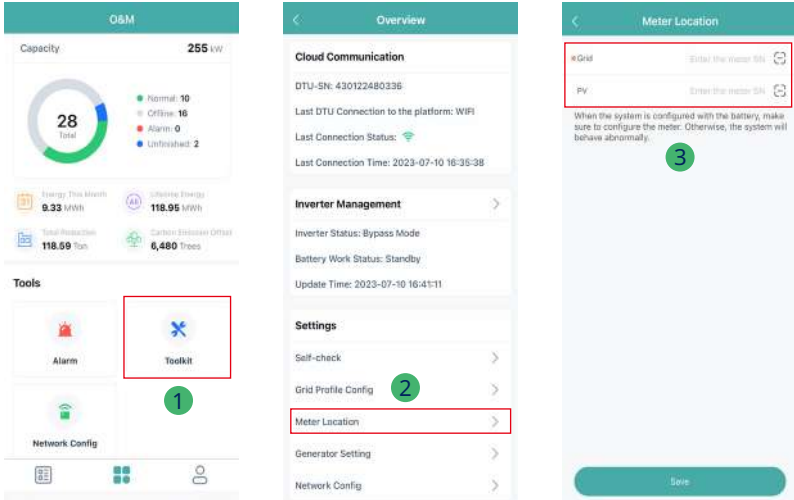 O&M
Capacity
255 kW
28
Total
Normal: 10
Offline: 16
Alarm: 0
Unfinished: 2
Energy This Month
9.33 MWh
Lifetime Energy
118.95 MWh
Total Reduction
118.59 Ton
Carbon Emission Offset
6,480 Trees
Tools
Alarm
Toolkit
1
Network Config
Overview
Cloud Communication
DTU-SN: 430122480336
Last DTU Connection to the platform: WIFI
Last Connection Status:
Last Connection Time: 2023-07-10 16:35:38
Inverter Management
Inverter Status: Bypass Mode
Battery Work Status: Standby
Update Time: 2023-07-10 16:41:11
Settings
Self-check
Grid Profile Config
2
Meter Location
Generator Setting
Network Config
Meter Location
*Grid
Enter the meter SN
PV
Enter the meter SN
When the system is configured with the battery, make
sure to configure the meter. Otherwise, the system will
behave abnormally.
3
Save